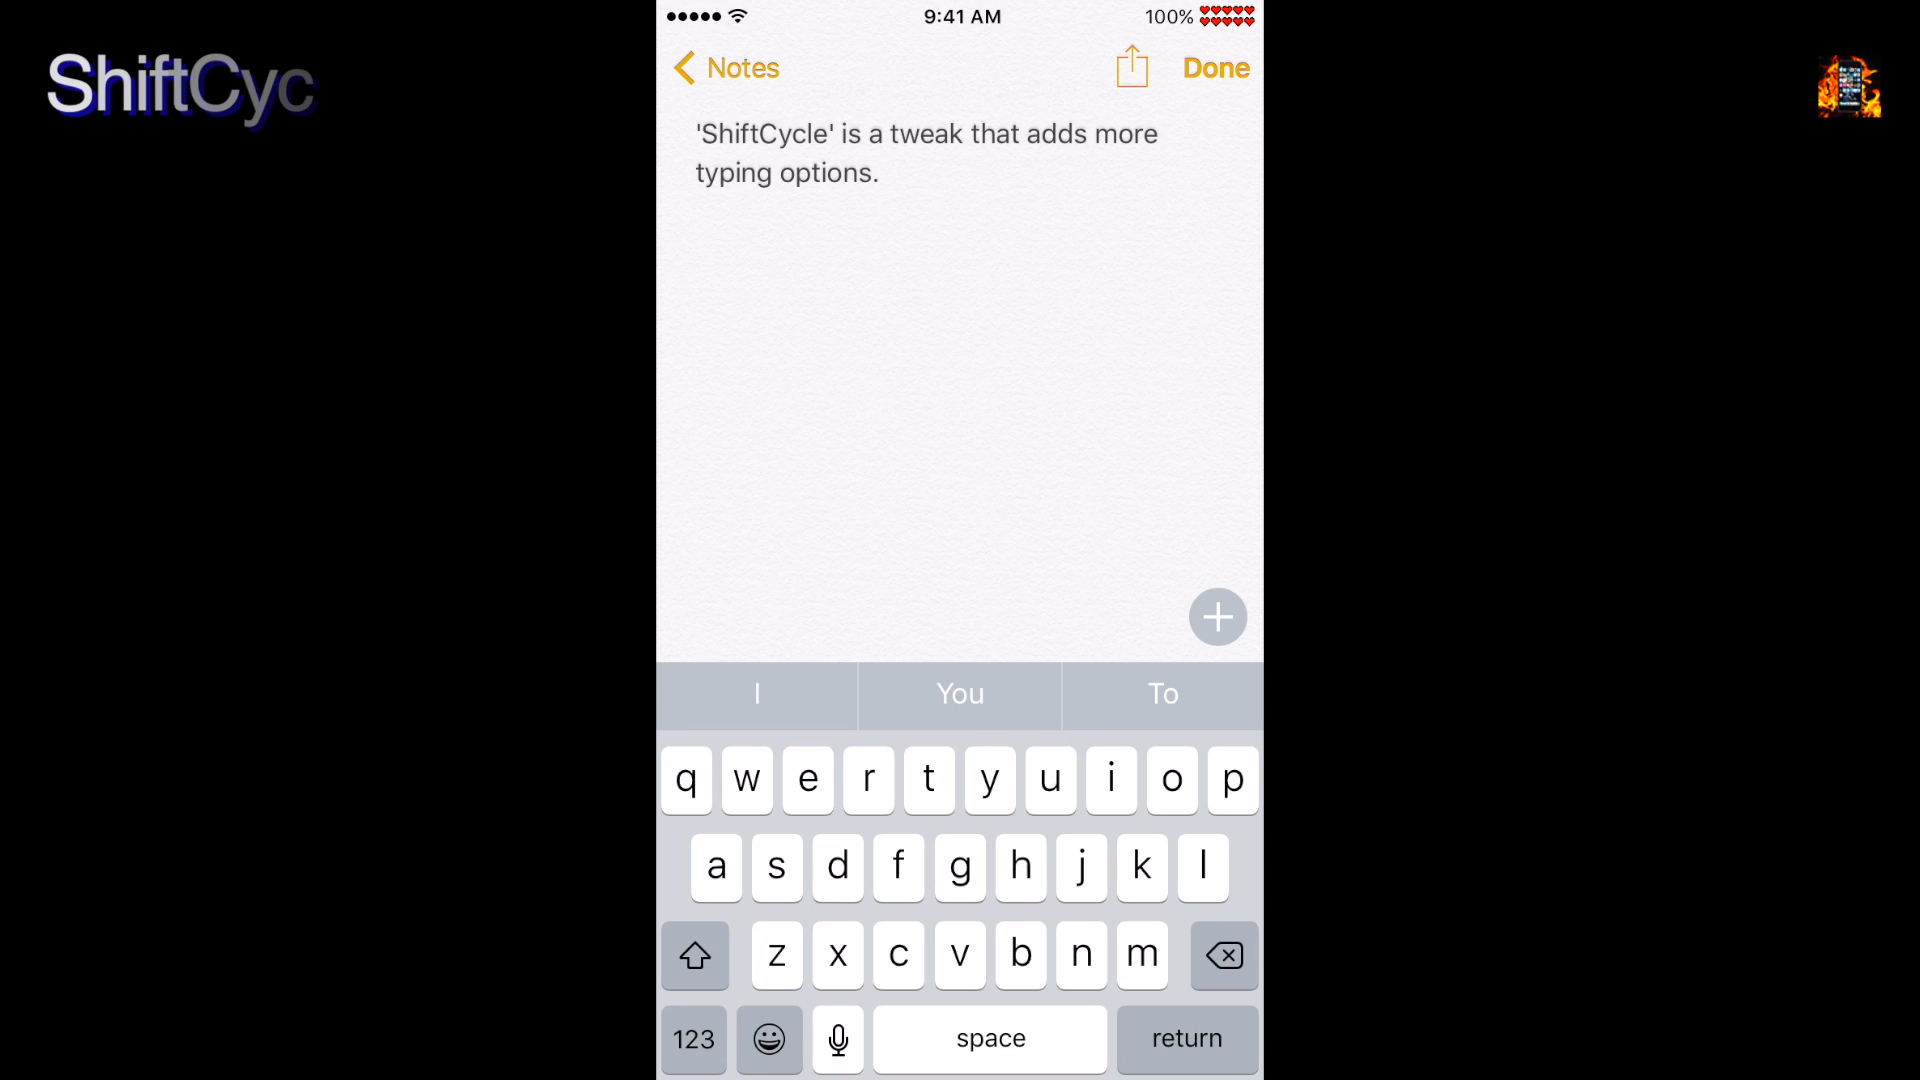 ShiftCyc
9:41 AM
100%
Notes
Done
'ShiftCycle' is a tweak that adds more
typing options.
I
You
To
q w e r t y u i o p
a s d f g h j k l
z x c v b n m
123
space
return